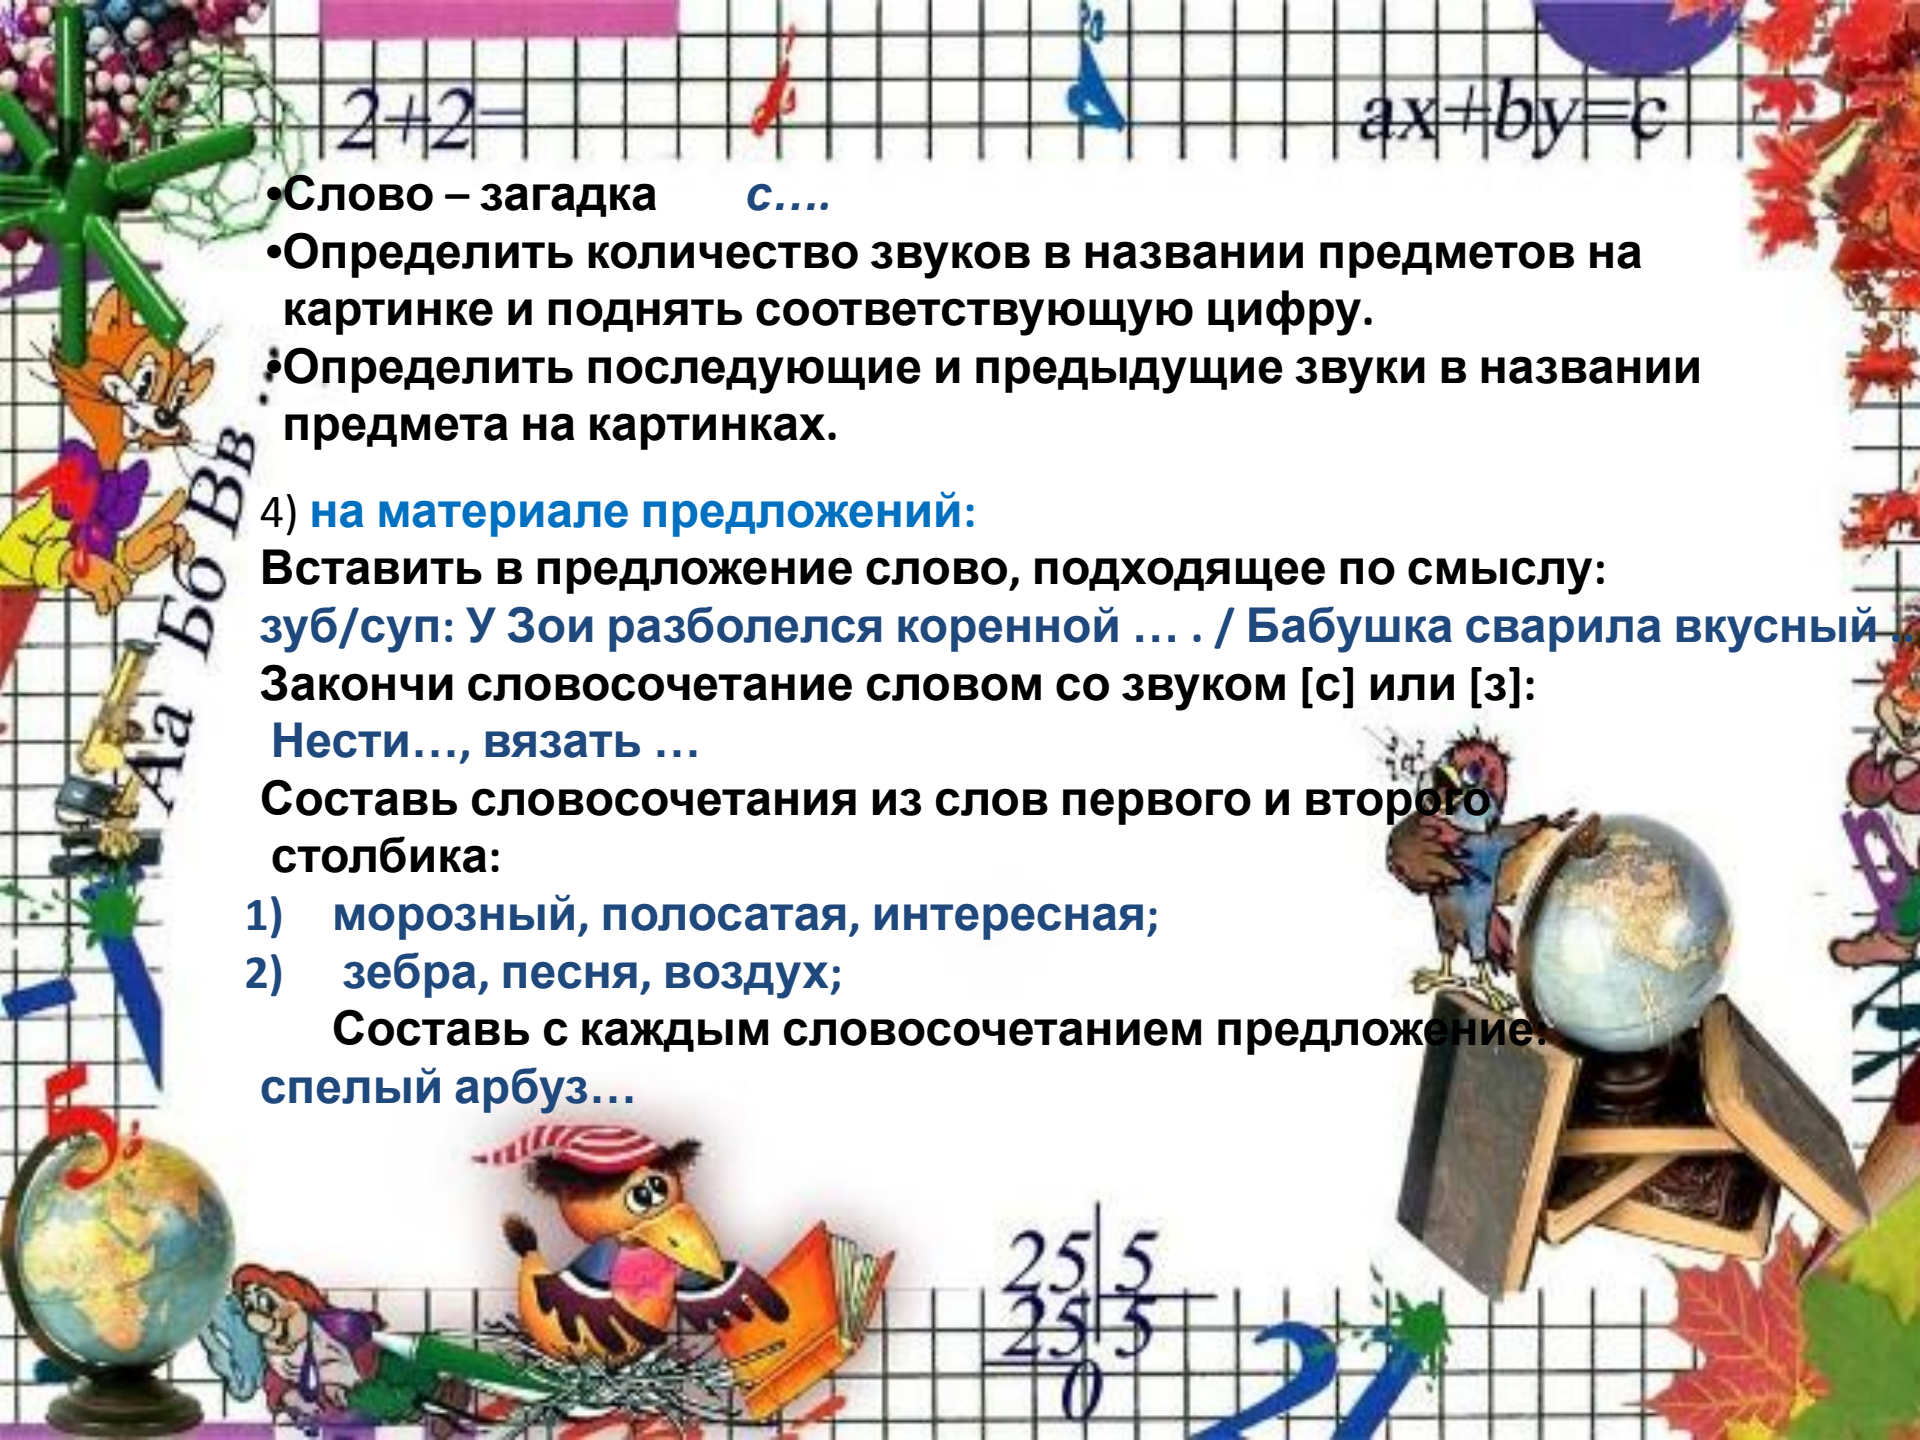 2+2=
ax+by=c
•Слово – загадка с….
•Определить количество звуков в названии предметов на
картинке и поднять соответствующую цифру.
•Определить последующие и предыдущие звуки в названии
предмета на картинках.
Аа Бб Вв ...
4) на материале предложений:
Вставить в предложение слово, подходящее по смыслу:
зуб/суп: У Зои разболелся коренной … . / Бабушка сварила вкусный ..
Закончи словосочетание словом со звуком [с] или [з]:
Нести…, вязать …
Составь словосочетания из слов первого и второго
столбика:
1) морозный, полосатая, интересная;
2) зебра, песня, воздух;
Составь с каждым словосочетанием предложение:
спелый арбуз…
5
25 5
25 5
0